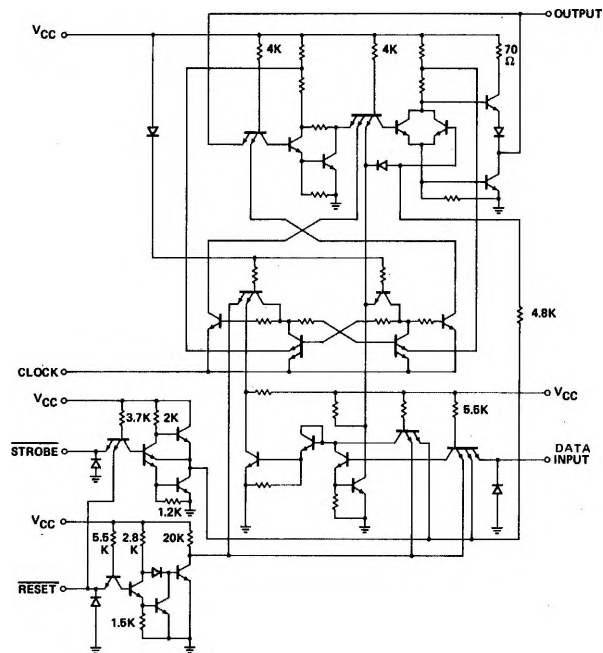 OUTPUT
VCC
4K
4K
70
Ω
4.8K
CLOCK
VCC
VCC
3.7K
2K
5.5K
STROBE
DATA
INPUT
1.2K
VCC
5.5
K
2.8
K
20K
RESET
1.5K